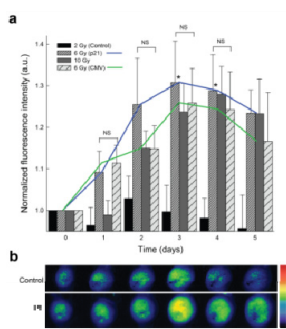 a
2 Gy (Control)
6 Gy (p21)
10 Gy
6 Gy (CMV)
NS
NS
NS
NS
Normalized fluorescence intensity (a.u.)
1.4
1.3
1.2
1.1
1.0
*
*
0 1 2 3 4 5
Time (days)
b
Control
IR